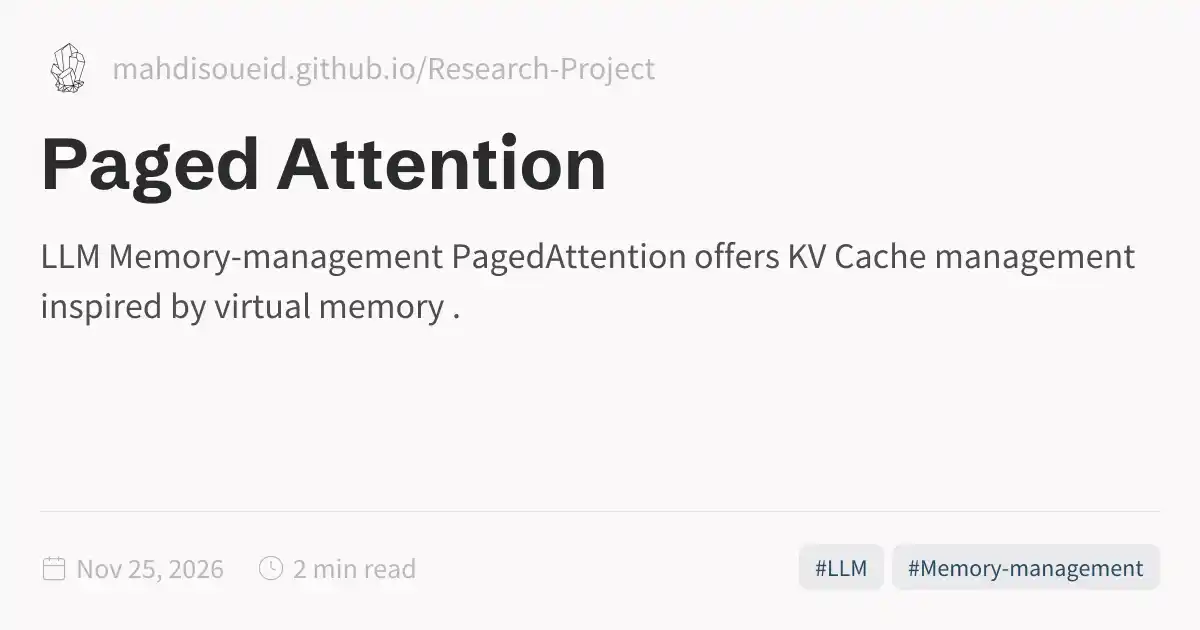 mahdisoueid.github.io/Research-Project
Paged Attention
LLM Memory-management PagedAttention offers KV Cache management
inspired by virtual memory .
Nov 25, 2026 2 min read #LLM #Memory-management